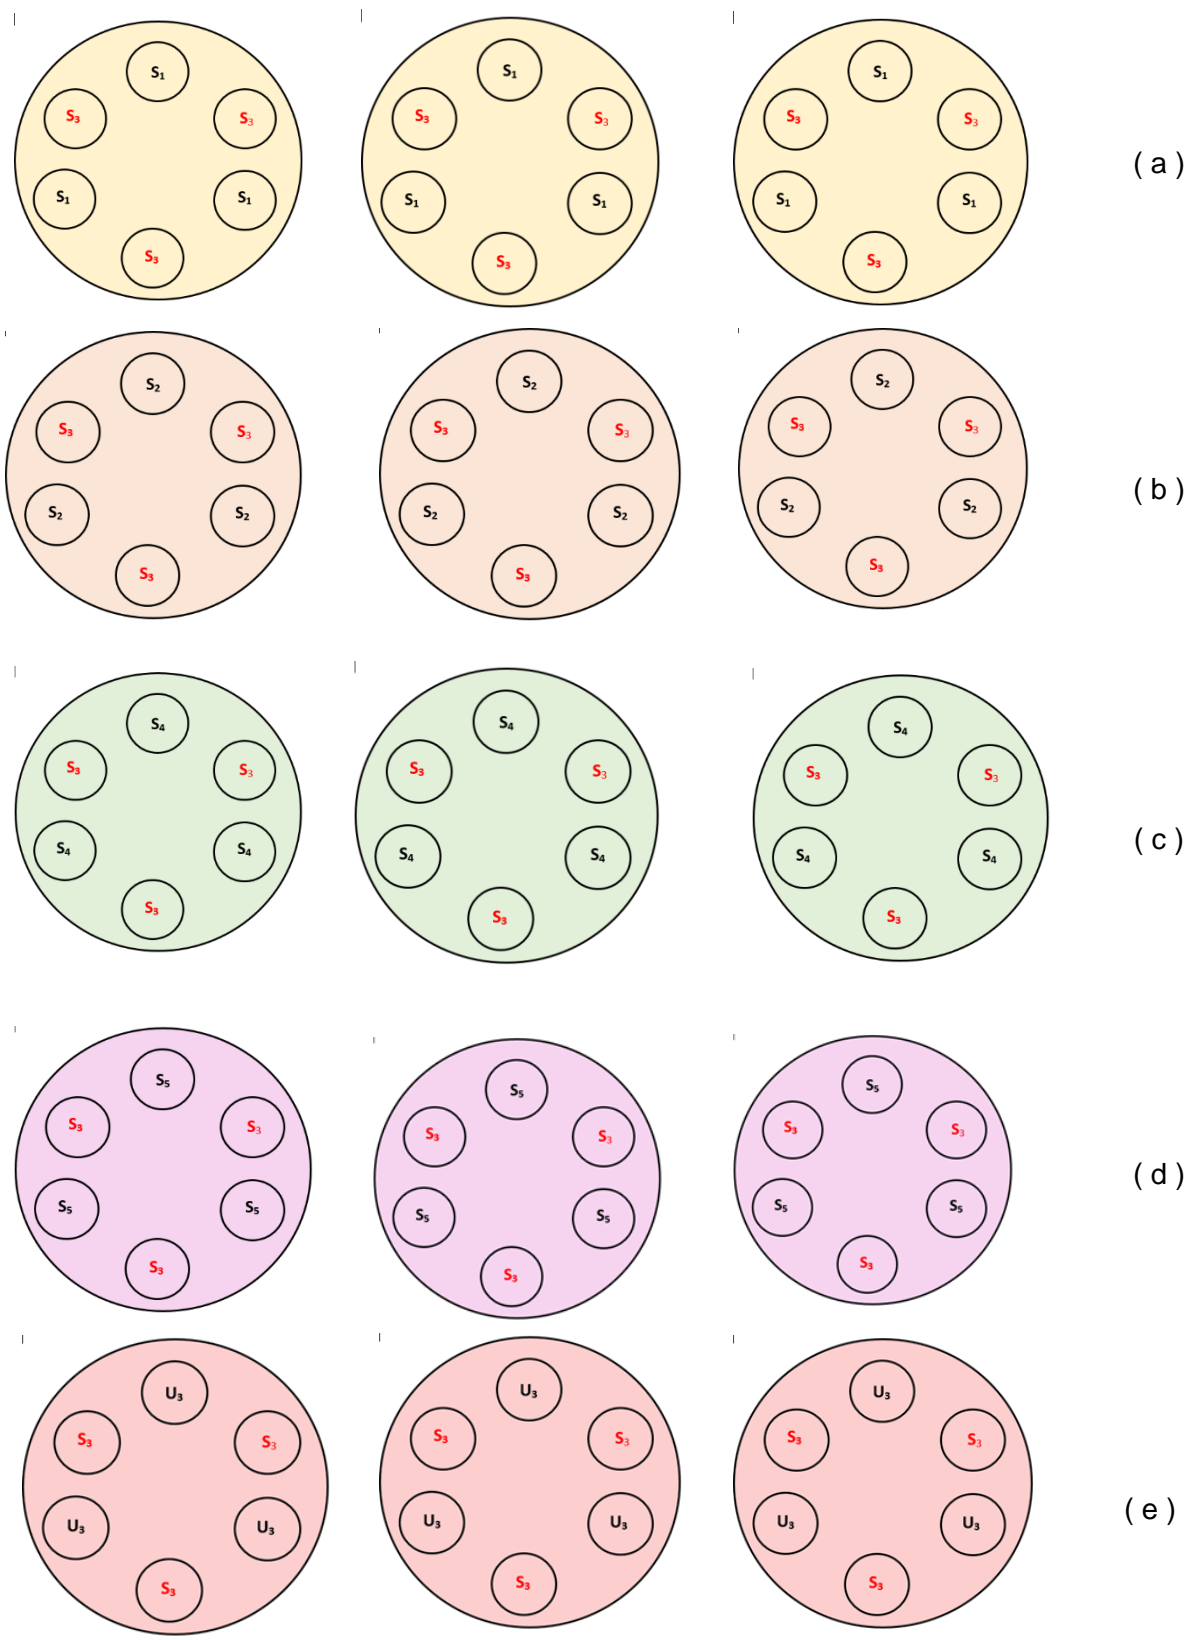 S₁ S₁ S₁
S₃ S₃ S₃ S₃ S₃ S₃
( a )
S₁ S₁ S₁ S₁ S₁ S₁
S₃ S₃ S₃
S₂ S₂ S₂
S₃ S₃ S₃ S₃ S₃ S₃
( b )
S₂ S₂ S₂ S₂ S₂ S₂
S₃ S₃ S₃
S₄ S₄ S₄
S₃ S₃ S₃ S₃ S₃ S₃
( c )
S₄ S₄ S₄ S₄ S₄ S₄
S₃ S₃ S₃
S₅ S₅ S₅
S₃ S₃ S₃ S₃ S₃ S₃
( d )
S₅ S₅ S₅ S₅ S₅ S₅
S₃ S₃ S₃
U₃ U₃ U₃
S₃ S₃ S₃ S₃ S₃ S₃
( e )
U₃ U₃ U₃ U₃ U₃ U₃
S₃ S₃ S₃